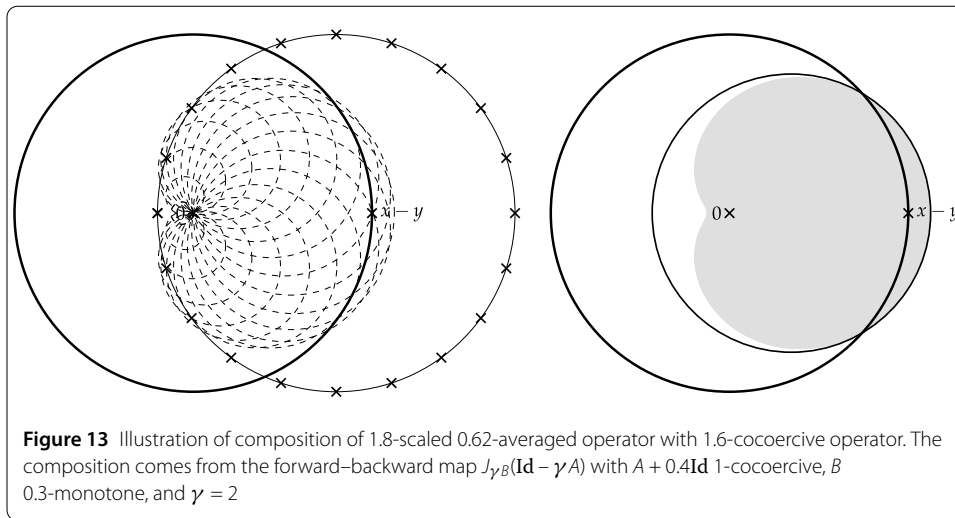 0
x – y
0
x – y
Figure 13 Illustration of composition of 1.8-scaled 0.62-averaged operator with 1.6-cocoercive operator. The
composition comes from the forward–backward map JγB(Id – γA) with A + 0.4Id 1-cocoercive, B
0.3-monotone, and γ = 2